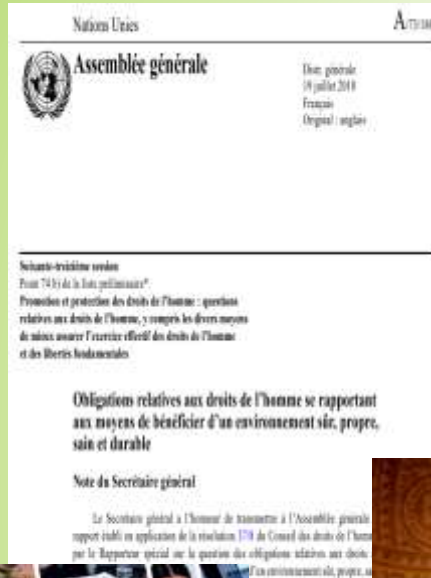 Nations Unies
A/73/188
Assemblée générale
Distr. générale
19 juillet 2018
Français
Original : anglais
Soixante-treizième session
Point 74 b) de la liste préliminaire*
Promotion et protection des droits de l'homme : questions
relatives aux droits de l'homme, y compris les divers moyens
de mieux assurer l'exercice effectif des droits de l'homme
et des libertés fondamentales
Obligations relatives aux droits de l'homme se rapportant
aux moyens de bénéficier d'un environnement sûr, propre,
sain et durable
Note du Secrétaire général
Le Secrétaire général a l'honneur de transmettre à l'Assemblée générale
rapport établi en application de la résolution du Conseil des droits de l'homme
par le Rapporteur spécial sur la question des obligations relatives aux droits
d'un environnement sûr, propre,